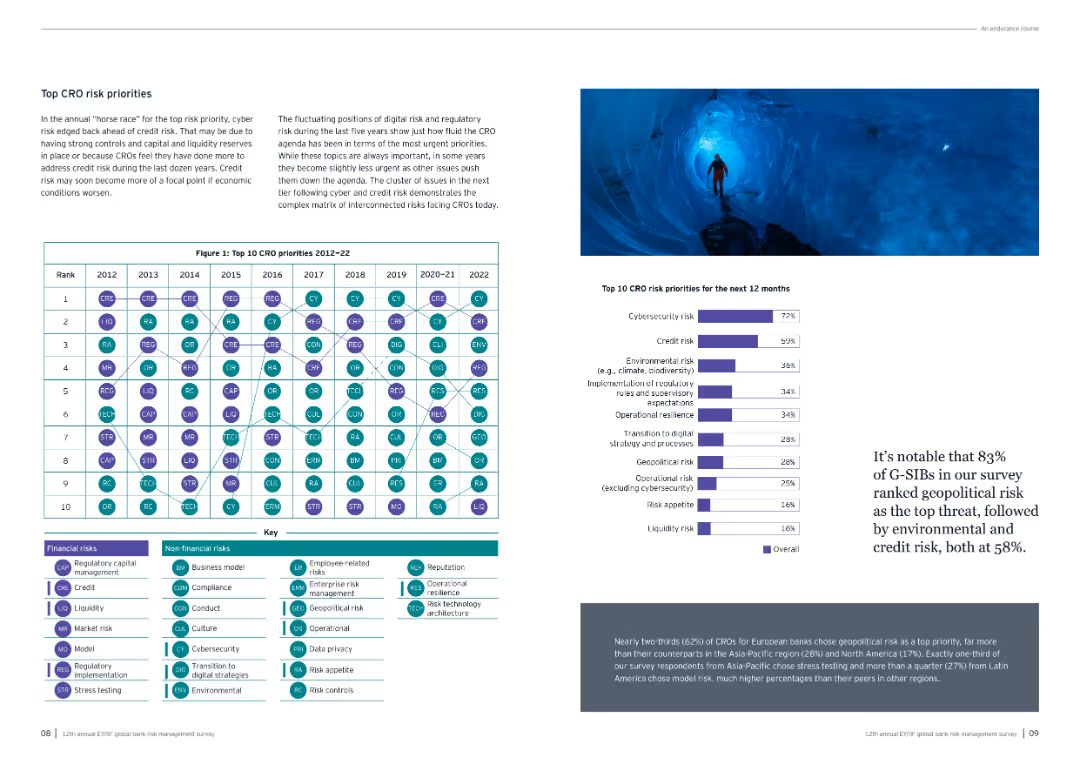 An endurance course
Top CRO risk priorities
In the annual "horse race" for the top risk priority, cyber
risk edged back ahead of credit risk. That may be due to
having strong controls and capital and liquidity reserves
in place or because CROs feel they have done more to
address credit risk during the last dozen years. Credit
risk may soon become more of a focal point if economic
conditions worsen.
The fluctuating positions of digital risk and regulatory
risk during the last five years show just how fluid the CRO
agenda has been in terms of the most urgent priorities.
While these topics are always important, in some years
they become slightly less urgent as other issues push
them down the agenda. The cluster of issues in the next
tier following cyber and credit risk demonstrates the
complex matrix of interconnected risks facing CROs today.
Figure 1: Top 10 CRO priorities 2012–22
Rank 2012 2013 2014 2015 2016 2017 2018 2019 2020–21 2022
1 CRE CRE CRE REG REG CY CY CY CRE CY
2 LIQ RA RA RA CY REG CRE CRE CY CRE
3 RA REG OR CRE CRE CON REG DIG CLI ENV
4 MR OR REG OR RA CRE OR CON DIG REG
5 REG LIQ RC CAP OR OR TECH REG RES RES
6 TECH CAP CAP LIQ TECH CUL CON OR REG DIG
7 STR MR MR TECH STR TECH RA CUL OR GEO
8 CAP STR LIQ STR CON ERM BM PRI BM OR
9 RC TECH STR MR CUL RA CUL RES ER RA
10 OR RC TECH CY ERM STR STR MO RA LIQ
Key
Financial risks
CAP Regulatory capital
management
CRE Credit
LIQ Liquidity
MR Market risk
MO Model
REG Regulatory
implementation
STR Stress testing
Non-financial risks
BM Business model
COM Compliance
CON Conduct
CUL Culture
CY Cybersecurity
DIG Transition to
digital strategies
ENV Environmental
ER Employee-related
risks
ERM Enterprise risk
management
GEO Geopolitical risk
OR Operational
PRI Data privacy
RA Risk appetite
RC Risk controls
REP Reputation
RES Operational
resilience
TECH Risk technology
architecture
08 12th annual EY/IIF global bank risk management survey
Top 10 CRO risk priorities for the next 12 months
Cybersecurity risk 72%
Credit risk 59%
Environmental risk
(e.g., climate, biodiversity) 36%
Implementation of regulatory
rules and supervisory 34%
expectations
Operational resilience 34%
Transition to digital
strategy and processes 28%
Geopolitical risk 28%
Operational risk
(excluding cybersecurity) 25%
Risk appetite 16%
Liquidity risk 16%
Overall
It's notable that 83%
of G-SIBs in our survey
ranked geopolitical risk
as the top threat, followed
by environmental and
credit risk, both at 58%.
Nearly two-thirds (62%) of CROs for European banks chose geopolitical risk as a top priority, far more
than their counterparts in the Asia-Pacific region (28%) and North America (17%). Exactly one-third of
our survey respondents from Asia-Pacific chose stress testing and more than a quarter (27%) from Latin
America chose model risk, much higher percentages than their peers in other regions.
12th annual EY/IIF global bank risk management survey 09